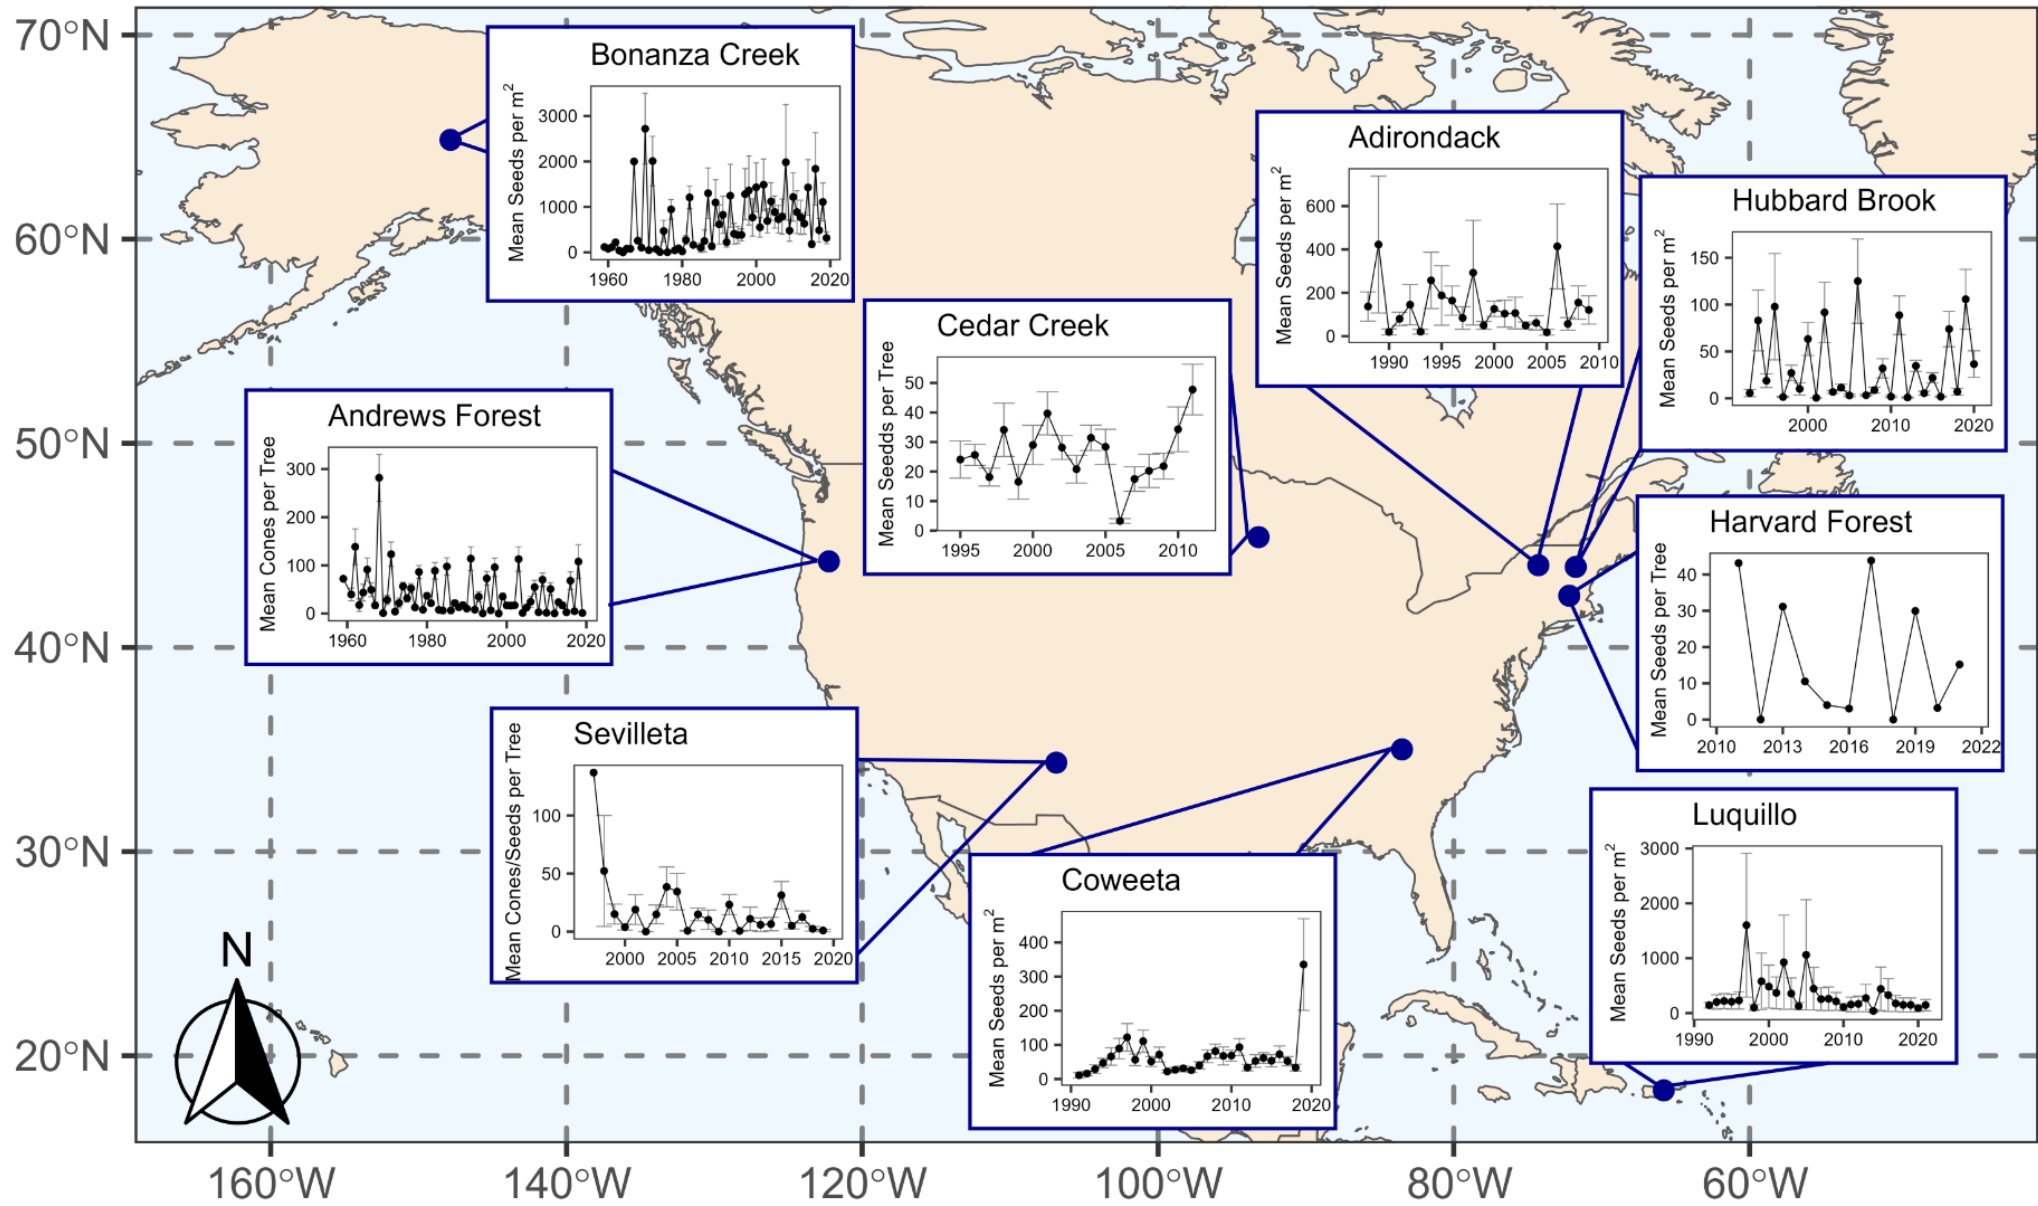 70°N
60°N
50°N
40°N
30°N
20°N
160°W
140°W
120°W
100°W
80°W
60°W
N
Bonanza Creek
Mean Seeds per m2
3000
2000
1000
0
1960 1980 2000 2020
Adirondack
Mean Seeds per m2
600
400
200
0
1990 1995 2000 2005 2010
Hubbard Brook
Mean Seeds per m2
150
100
50
0
2000 2010 2020
Cedar Creek
Mean Seedds per Tree
50
40
30
20
10
0
1995 2000 2005 2010
Andrews Forest
Mean Cones per Tree
300
200
100
0
1960 1980 2000 2020
Harvard Forest
Mean Seeds per Tree
40
30
20
10
0
2010 2013 2016 2019 2022
Sevilleta
Mean Cones/Seeds per Tree
100
50
0
2000 2005 2010 2015 2020
Coweeta
Mean Seeds per m2
400
300
200
100
0
1990 2000 2010 2020
Luquillo
Mean Seeds per m2
3000
2000
1000
0
1990 2000 2010 2020